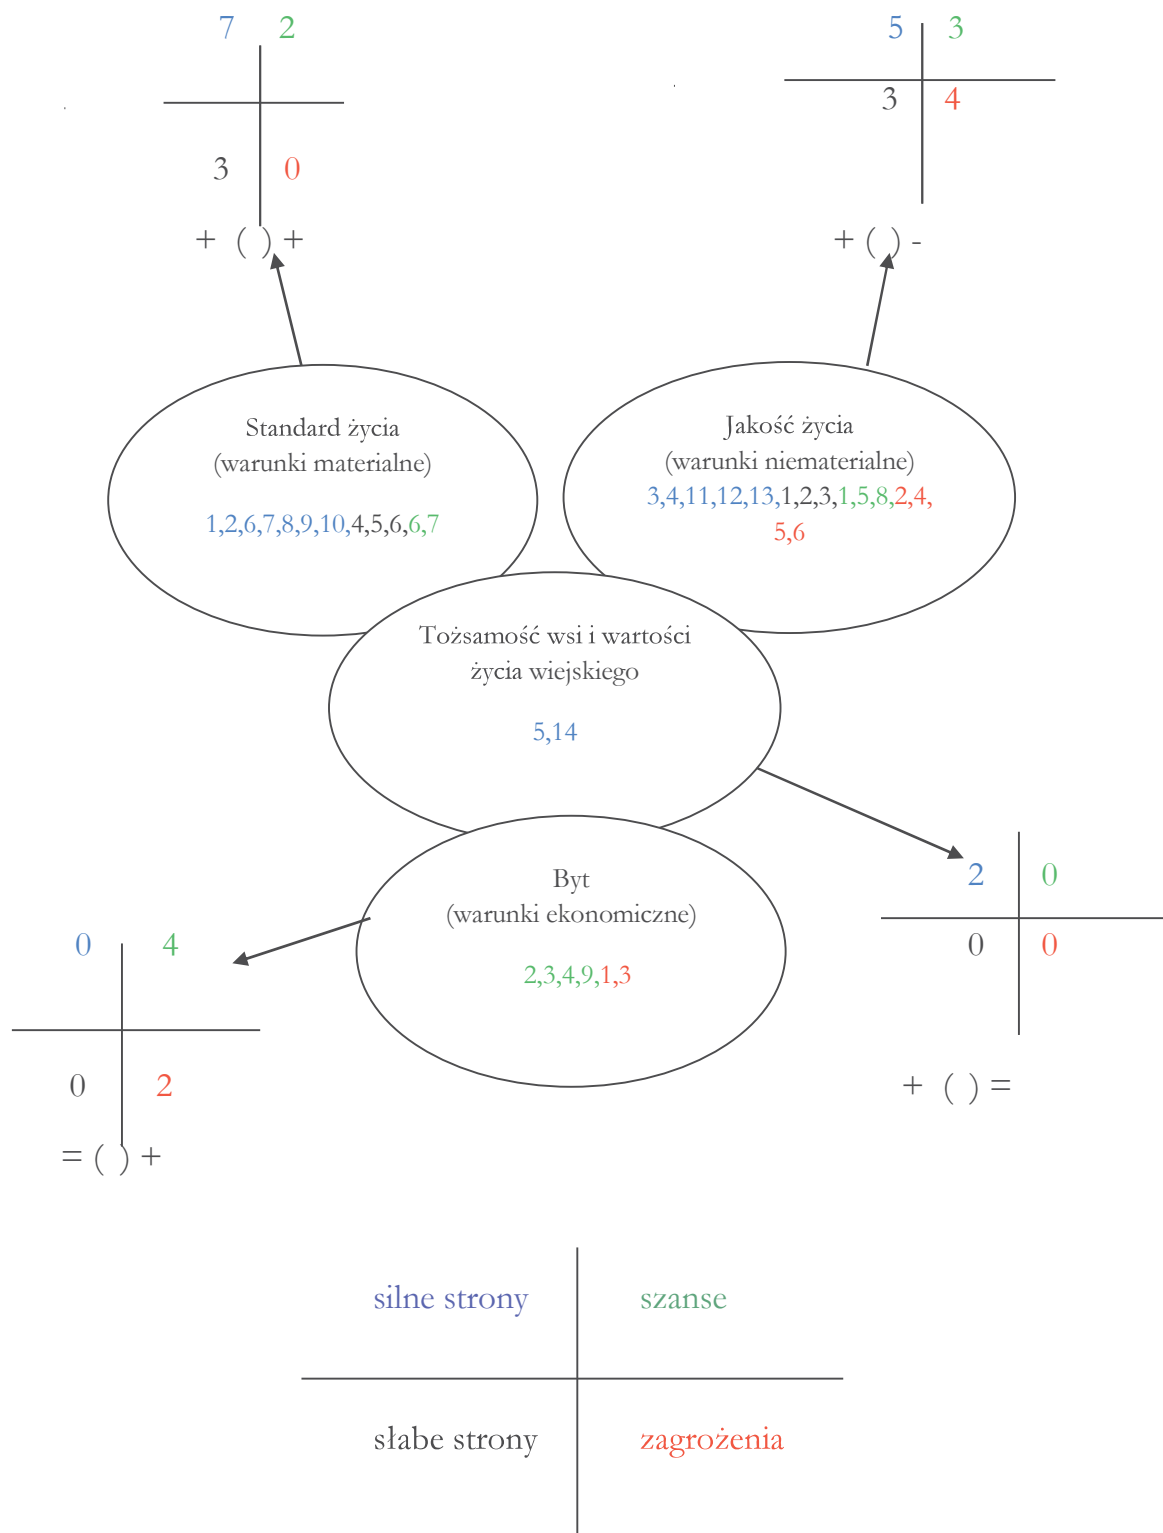 7 2
5 3
3 4
3 0
+ ( ) +
+ ( ) -
Standard życia
(warunki materialne)
1,2,6,7,8,9,10,4,5,6,6,7
Jakość życia
(warunki niematerialne)
3,4,11,12,13,1,2,3,1,5,8,2,4,
5,6
Tożsamość wsi i wartości
życia wiejskiego
5,14
Byt
(warunki ekonomiczne)
2,3,4,9,1,3
2 0
0 0
+ ( ) =
0 4
0 2
= ( ) +
silne strony szanse
słabe strony zagrożenia